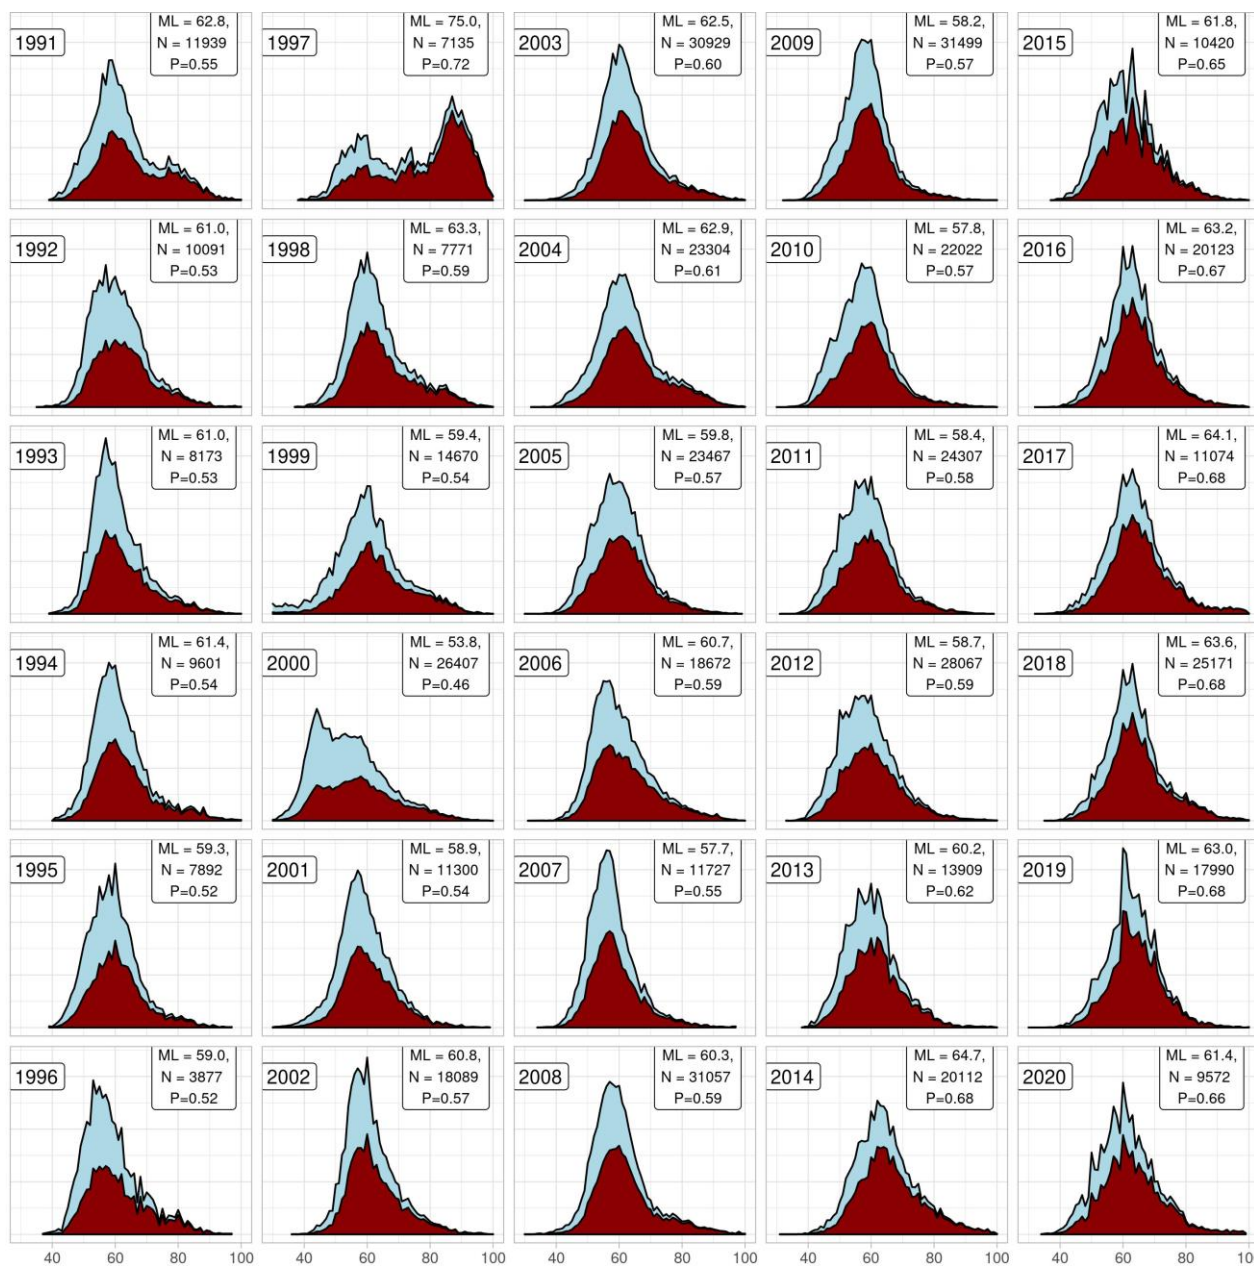 1991
ML = 62.8,
N = 11939
P=0.55
1997
ML = 75.0,
N = 7135
P=0.72
2003
ML = 62.5,
N = 30929
P=0.60
2009
ML = 58.2,
N = 31499
P=0.57
2015
ML = 61.8,
N = 10420
P=0.65
1992
ML = 61.0,
N = 10091
P=0.53
1998
ML = 63.3,
N = 7771
P=0.59
2004
ML = 62.9,
N = 23304
P=0.61
2010
ML = 57.8,
N = 22022
P=0.57
2016
ML = 63.2,
N = 20123
P=0.67
1993
ML = 61.0,
N = 8173
P=0.53
1999
ML = 59.4,
N = 14670
P=0.54
2005
ML = 59.8,
N = 23467
P=0.57
2011
ML = 58.4,
N = 24307
P=0.58
2017
ML = 64.1,
N = 11074
P=0.68
1994
ML = 61.4,
N = 9601
P=0.54
2000
ML = 53.8,
N = 26407
P=0.46
2006
ML = 60.7,
N = 18672
P=0.59
2012
ML = 58.7,
N = 28067
P=0.59
2018
ML = 63.6,
N = 25171
P=0.68
1995
ML = 59.3,
N = 7892
P=0.52
2001
ML = 58.9,
N = 11300
P=0.54
2007
ML = 57.7,
N = 11727
P=0.55
2013
ML = 60.2,
N = 13909
P=0.62
2019
ML = 63.0,
N = 17990
P=0.68
1996
ML = 59.0,
N = 3877
P=0.52
2002
ML = 60.8,
N = 18089
P=0.57
2008
ML = 60.3,
N = 31057
P=0.59
2014
ML = 64.7,
N = 20112
P=0.68
2020
ML = 61.4,
N = 9572
P=0.66
40 60 80 100 40 60 80 100 40 60 80 100 40 60 80 100 40 60 80